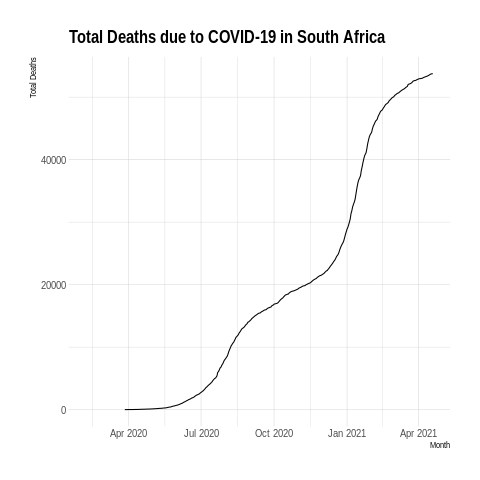 Total Deaths due to COVID-19 in South Africa
Total Deaths
40000
20000
0
Apr 2020 Jul 2020 Oct 2020 Jan 2021 Apr 2021
Month